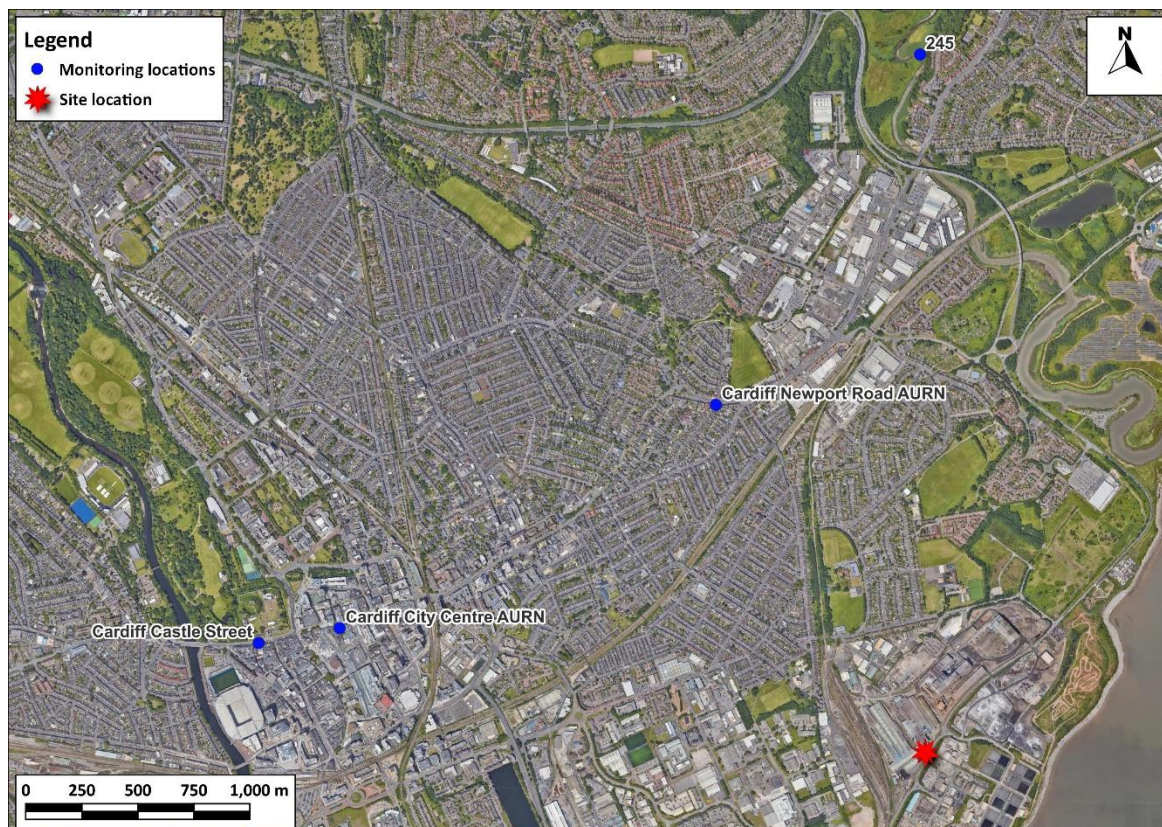 Legend
Monitoring locations
Site location
N
245
Cardiff Newport Road AURN
Cardiff City Centre AURN
Cardiff Castle Street
0 250 500 750 1,000 m